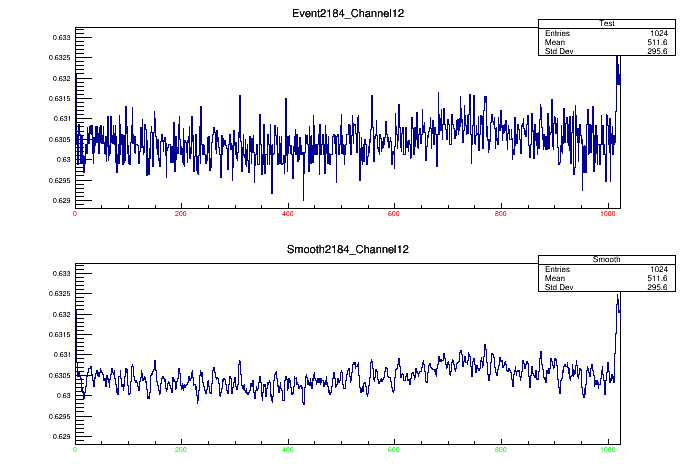 Event2184_Channel12
Test
Entries 1024
Mean 511.6
Std Dev 295.6
0.633
0.6325
0.632
0.6315
0.631
0.6305
0.63
0.6295
0.629
0 200 400 600 800 1000
Smooth2184_Channel12
Smooth
Entries 1024
Mean 511.6
Std Dev 295.6
0.633
0.6325
0.632
0.6315
0.631
0.6305
0.63
0.6295
0.629
0 200 400 600 800 1000